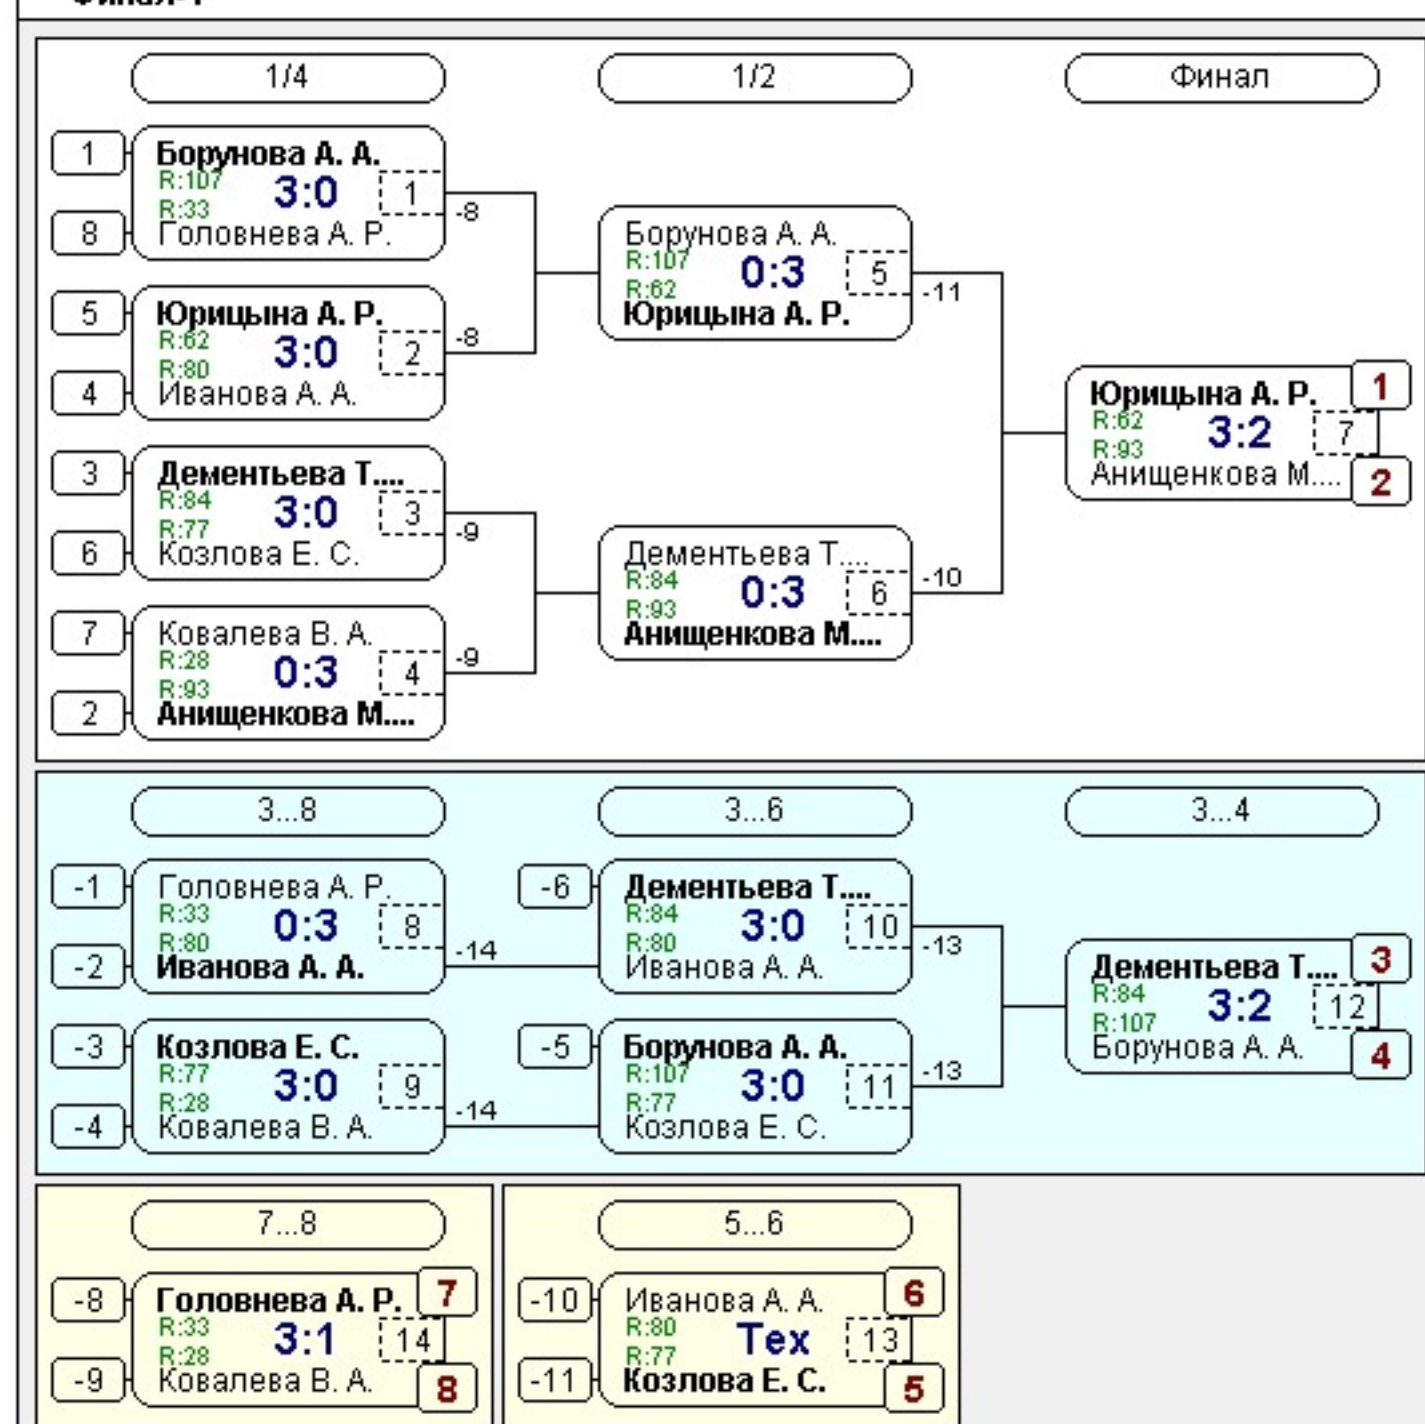 Финал-1
1/4 1/2 Финал
1 Борунова А. А.
R:107 3:0 1
R:33
8 Головнева А. Р.
-8
5 Юрицына А. Р.
R:62 3:0 2
R:80
4 Иванова А. А.
-8
3 Дементьева Т....
R:84 3:0 3
R:77
6 Козлова Е. С.
-9
7 Ковалева В. А.
R:28 0:3 4
R:93
2 Анищенкова М....
-9
Борунова А. А.
R:107 0:3 5
R:62
Юрицына А. Р.
-11
Дементьева Т....
R:84 0:3 6
R:93
Анищенкова М....
-10
Юрицына А. Р. 1
R:62 3:2 7
R:93
Анищенкова М.... 2
3...8 3...6 3...4
-1 Головнева А. Р.
R:33 0:3 8
R:80
-2 Иванова А. А.
-14
-3 Козлова Е. С.
R:77 3:0 9
R:28
-4 Ковалева В. А.
-14
-6 Дементьева Т....
R:84 3:0 10
R:80
Иванова А. А.
-13
-5 Борунова А. А.
R:107 3:0 11
R:77
Козлова Е. С.
-13
Дементьева Т.... 3
R:84 3:2 12
R:107
Борунова А. А. 4
7...8
-8 Головнева А. Р. 7
R:33 3:1 14
R:28
-9 Ковалева В. А. 8
5...6
-10 Иванова А. А. 6
R:80 Тех 13
R:77
-11 Козлова Е. С. 5